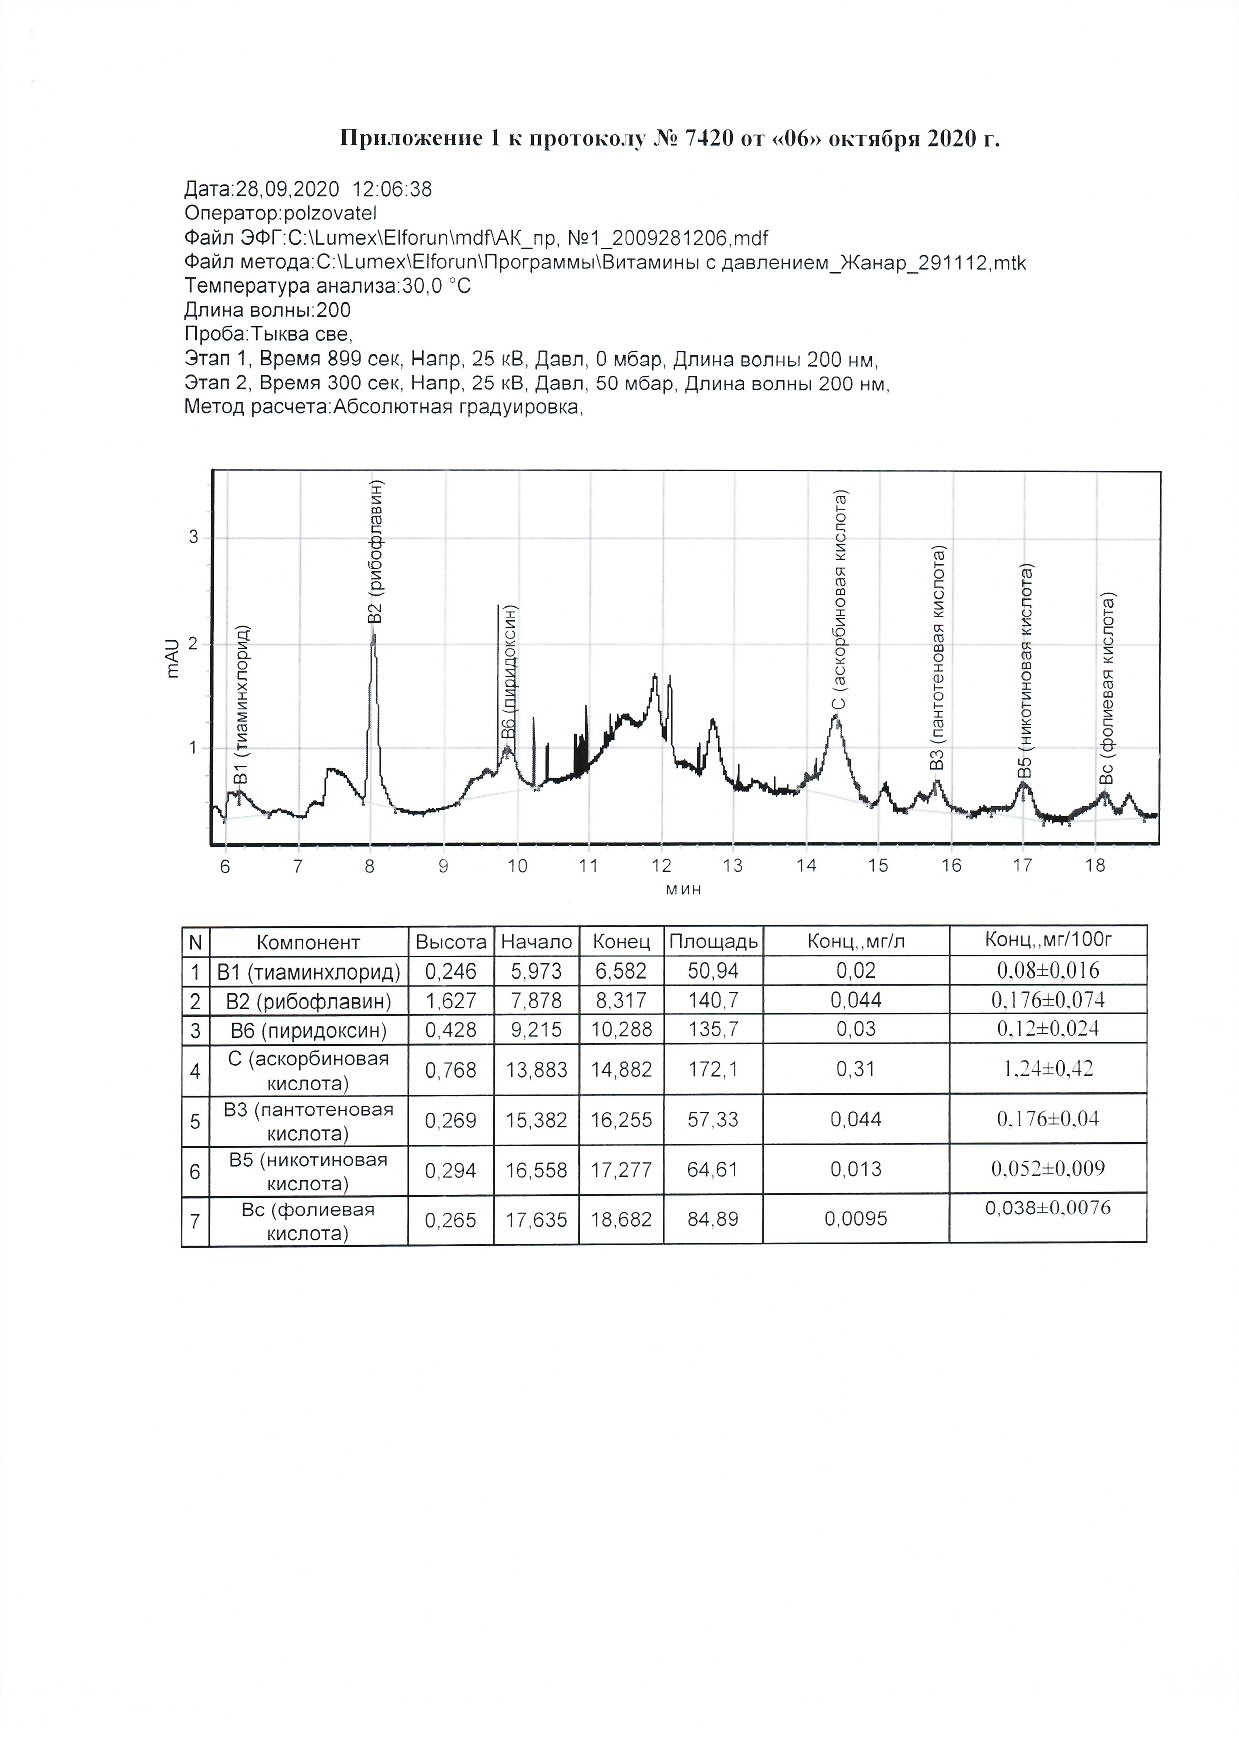 Приложение 1 к протоколу № 7420 от «06» октября 2020 г.
Дата:28,09,2020 12:06:38
Оператор:polzovatel
Файл ЭФГ:C:\Lumex\Elforun\mdf\АК_пр, №1_2009281206,mdf
Файл метода:C:\Lumex\Elforun\Программы\Витамины с давлением_Жанар_291112,mtk
Температура анализа:30,0 °C
Длина волны:200
Проба:Тыква све,
Этап 1, Время 899 сек, Напр, 25 кВ, Давл, 0 мбар, Длина волны 200 нм,
Этап 2, Время 300 сек, Напр, 25 кВ, Давл, 50 мбар, Длина волны 200 нм,
Метод расчета:Абсолютная градуировка,
mAU
3
2
1
B1 (тиаминхлорид)
B2 (рибофлавин)
B6 (пиридоксин)
C (аскорбиновая кислота)
B3 (пантотеновая кислота)
B5 (никотиновая кислота)
Bc (фолиевая кислота)
6 7 8 9 10 11 12 13 14 15 16 17 18
мин
N Компонент Высота Начало Конец Площадь Конц,,мг/л Конц,,мг/100г
1 B1 (тиаминхлорид) 0,246 5,973 6,582 50,94 0,02 0,08±0,016
2 B2 (рибофлавин) 1,627 7,878 8,317 140,7 0,044 0,176±0,074
3 B6 (пиридоксин) 0,428 9,215 10,288 135,7 0,03 0,12±0,024
4 C (аскорбиновая
кислота) 0,768 13,883 14,882 172,1 0,31 1,24±0,42
5 B3 (пантотеновая
кислота) 0,269 15,382 16,255 57,33 0,044 0,176±0,04
6 B5 (никотиновая
кислота) 0,294 16,558 17,277 64,61 0,013 0,052±0,009
7 Bc (фолиевая
кислота) 0,265 17,635 18,682 84,89 0,0095 0,038±0,0076